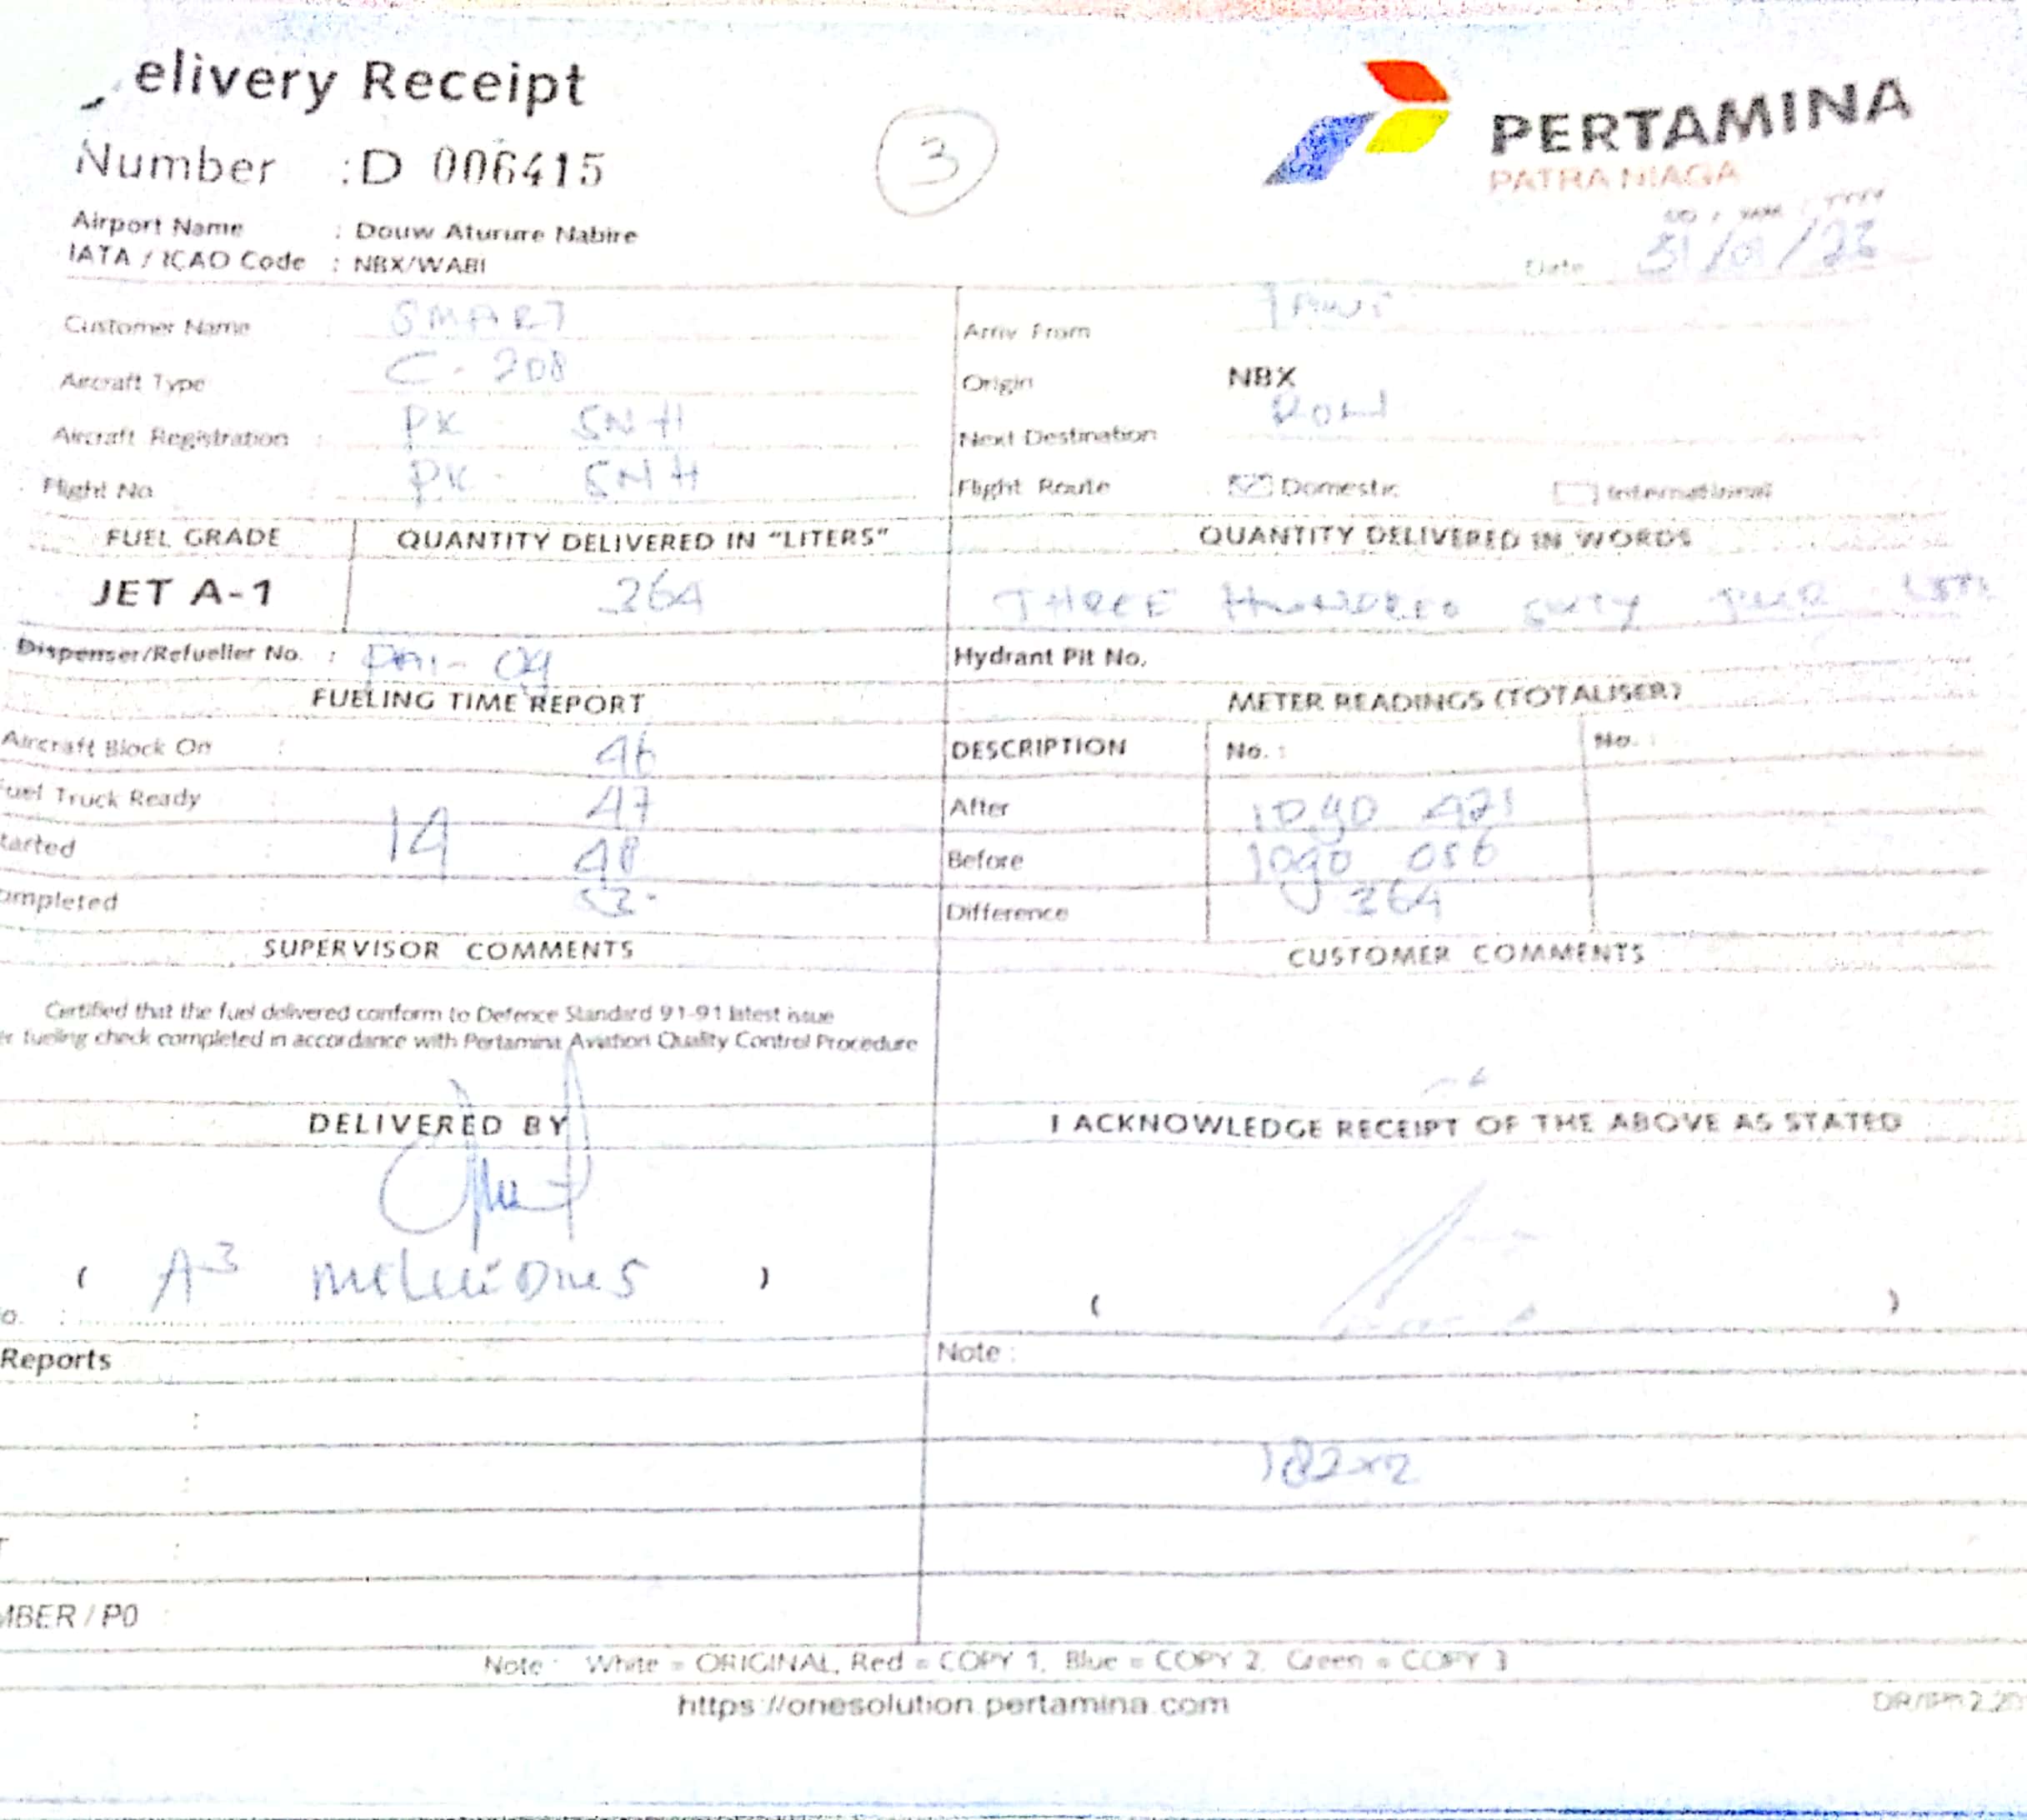 elivery Receipt
Number : D 006415
3
PERTAMINA
PATRA NIAGA
Airport Name : Douw Aturure Nabire
IATA / ICAO Code : NBX/WABI
Date 31/01/23
Customer Name : SMART
Arriv From
Aircraft Type : C - 208
Origin NBX
Aircraft Registration : PK - SNH
Next Destination
Flight No : PK - SNH
Flight Route Domestic International
FUEL GRADE QUANTITY DELIVERED IN "LITERS" QUANTITY DELIVERED IN WORDS
JET A-1 364 THREE HUNDRED SIXTY
Dispenser/Refueller No. : Hydrant Pit No.
FUELING TIME REPORT METER READINGS (TOTALISER)
Aircraft Block On : 46
DESCRIPTION No. : No. :
uel Truck Ready : 47
After
14
tarted : 48
Before
ompleted :
Difference 364
SUPERVISOR COMMENTS CUSTOMER COMMENTS
Certified that the fuel delivered conform to Defence Standard 91-91 latest issue
er fueling check completed in accordance with Pertamina Aviation Quality Control Procedure
DELIVERED BY I ACKNOWLEDGE RECEIPT OF THE ABOVE AS STATED
( A3 ) ( )
o. :
Reports Note :
:
182x2
MBER / PO :
Note : White = ORIGINAL, Red = COPY 1, Blue = COPY 2, Green = COPY 3
https://onesolution.pertamina.com